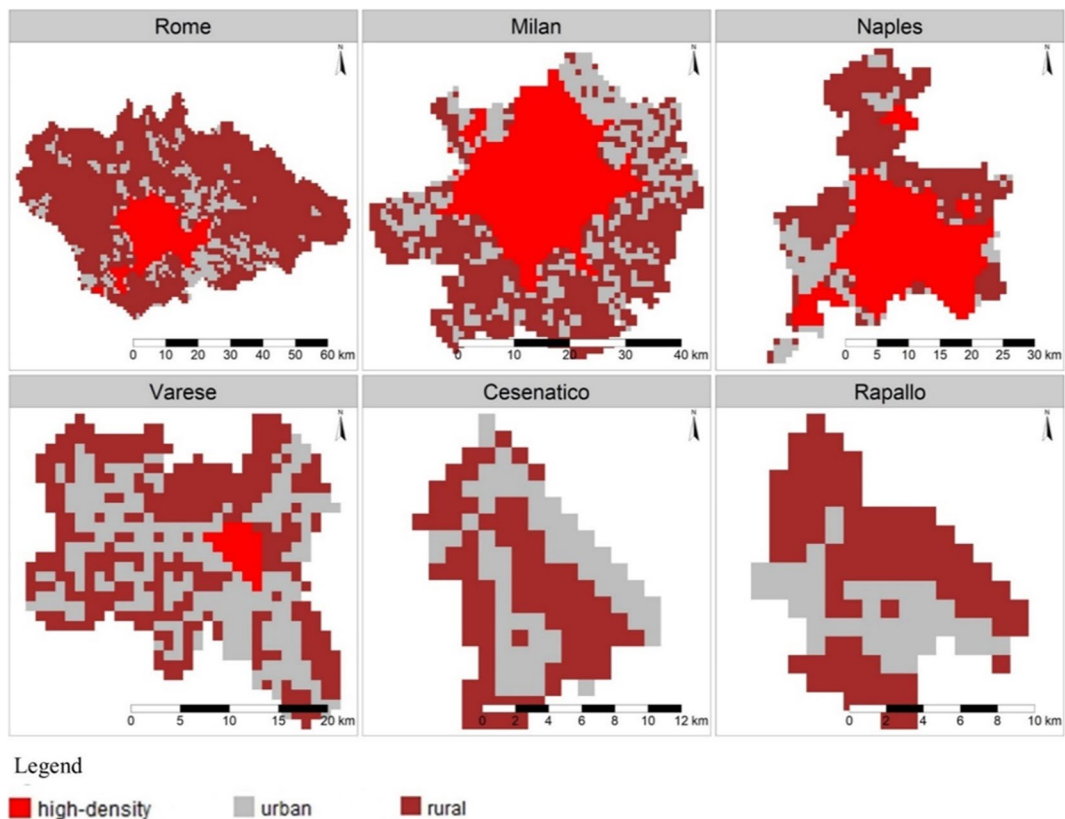 Rome
Milan
Naples
N
N
N
0 10 20 30 40 50 60 km
0 10 20 30 40 km
0 5 10 15 20 25 30 km
Varese
Cesenatico
Rapallo
N
N
N
0 5 10 15 20 km
0 2 4 6 8 10 12 km
0 2 4 6 8 10 km
Legend
high-density
urban
rural